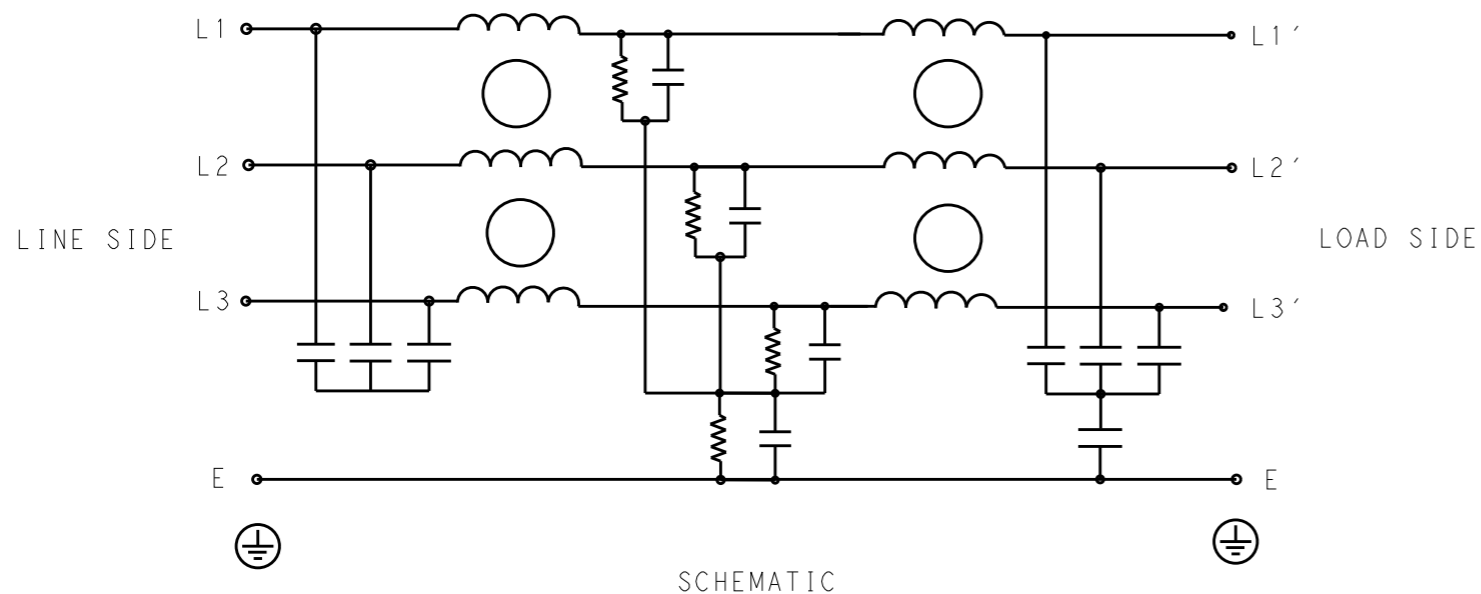 L1
L1′
L2
L2′
LINE SIDE
LOAD SIDE
L3
L3′
E
E
SCHEMATIC